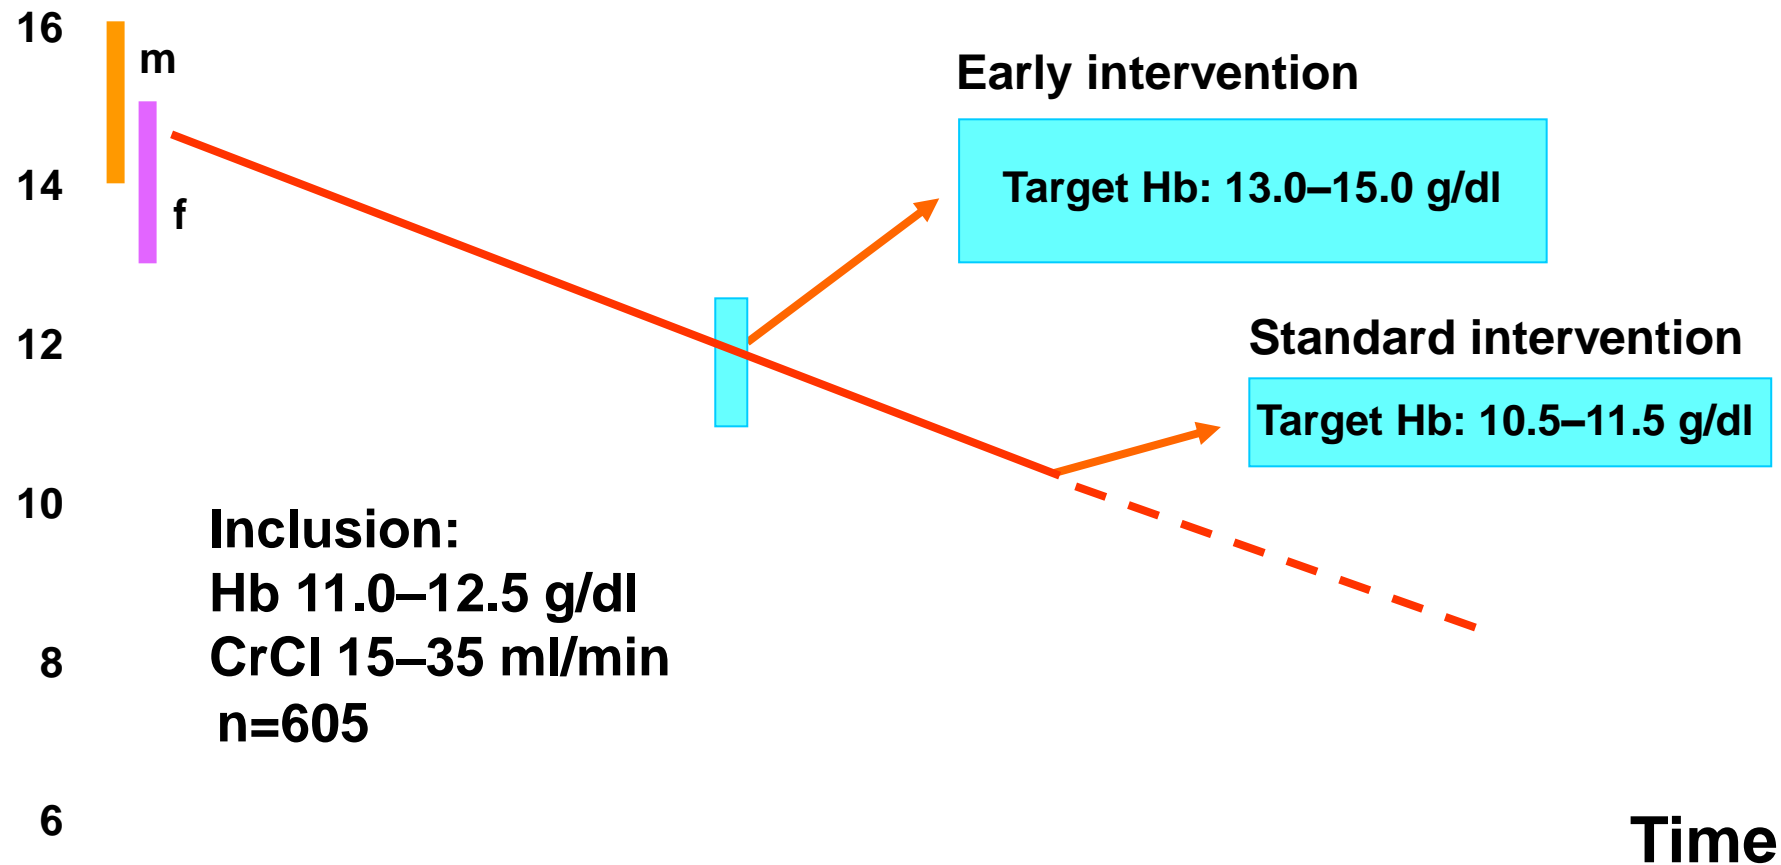 16
m
Early intervention
14
Target Hb: 13.0–15.0 g/dl
f
12
Standard intervention
Target Hb: 10.5–11.5 g/dl
10
Inclusion:
Hb 11.0–12.5 g/dl
CrCl 15–35 ml/min
8
n=605
6
Time